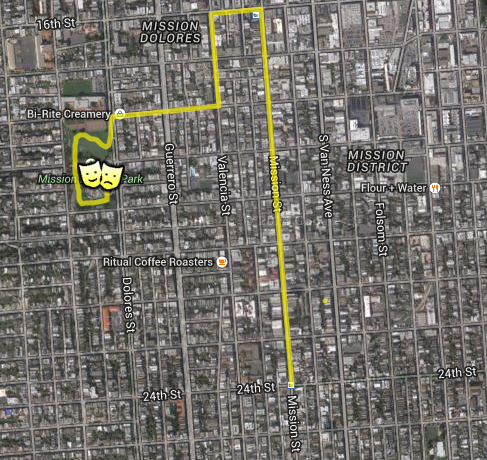 16th St
MISSION
DOLORES
Bi-Rite Creamery
Guerrero St
Valencia St
Mission St
S Van Ness Ave
MISSION
DISTRICT
Mission
Park
Flour + Water
Folsom St
Ritual Coffee Roasters
Dolores St
24th St
24th St
24th St
Mission St